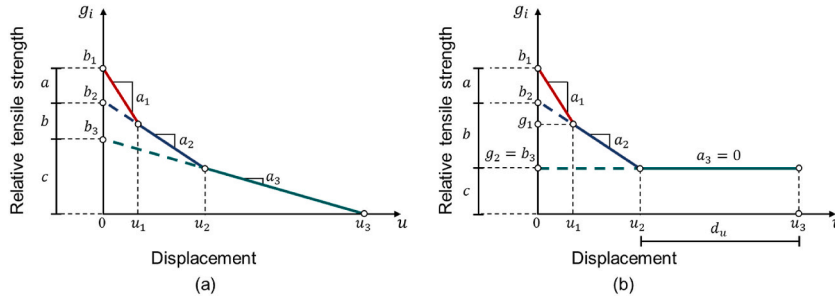 g_i
Relative tensile strength
b_1
a
b_2
a_1
b
b_3
a_2
c
a_3
0
u_1
u_2
u_3
u
Displacement
(a)
g_i
Relative tensile strength
b_1
a
b_2
a_1
g_1
b
a_2
g_2 = b_3
a_3 = 0
c
0
u_1
u_2
u_3
d_u
Displacement
(b)